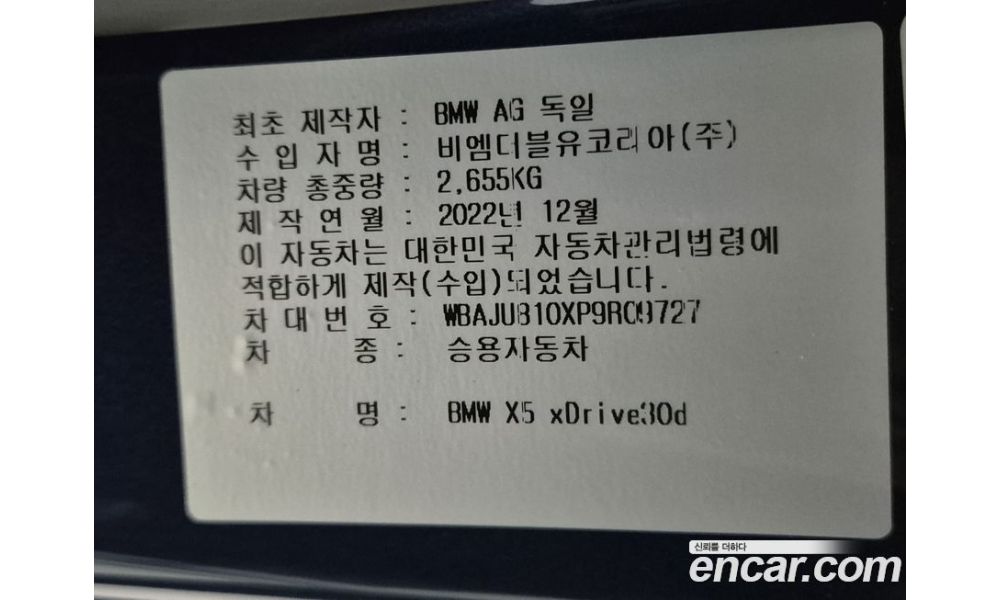 최초 제작자 : BMW AG 독일
수 입 자 명 : 비엠더블유코리아(주)
차량 총중량 : 2,655KG
제 작 연 월 : 2022년 12월
이 자동차는 대한민국 자동차관리법령에
적합하게 제작(수입)되었습니다.
차 대 번 호 : WBAJU810XP9R09727
차 종 : 승용자동차
차 명 : BMW X5 xDrive30d
신뢰를 더하다
encar.com